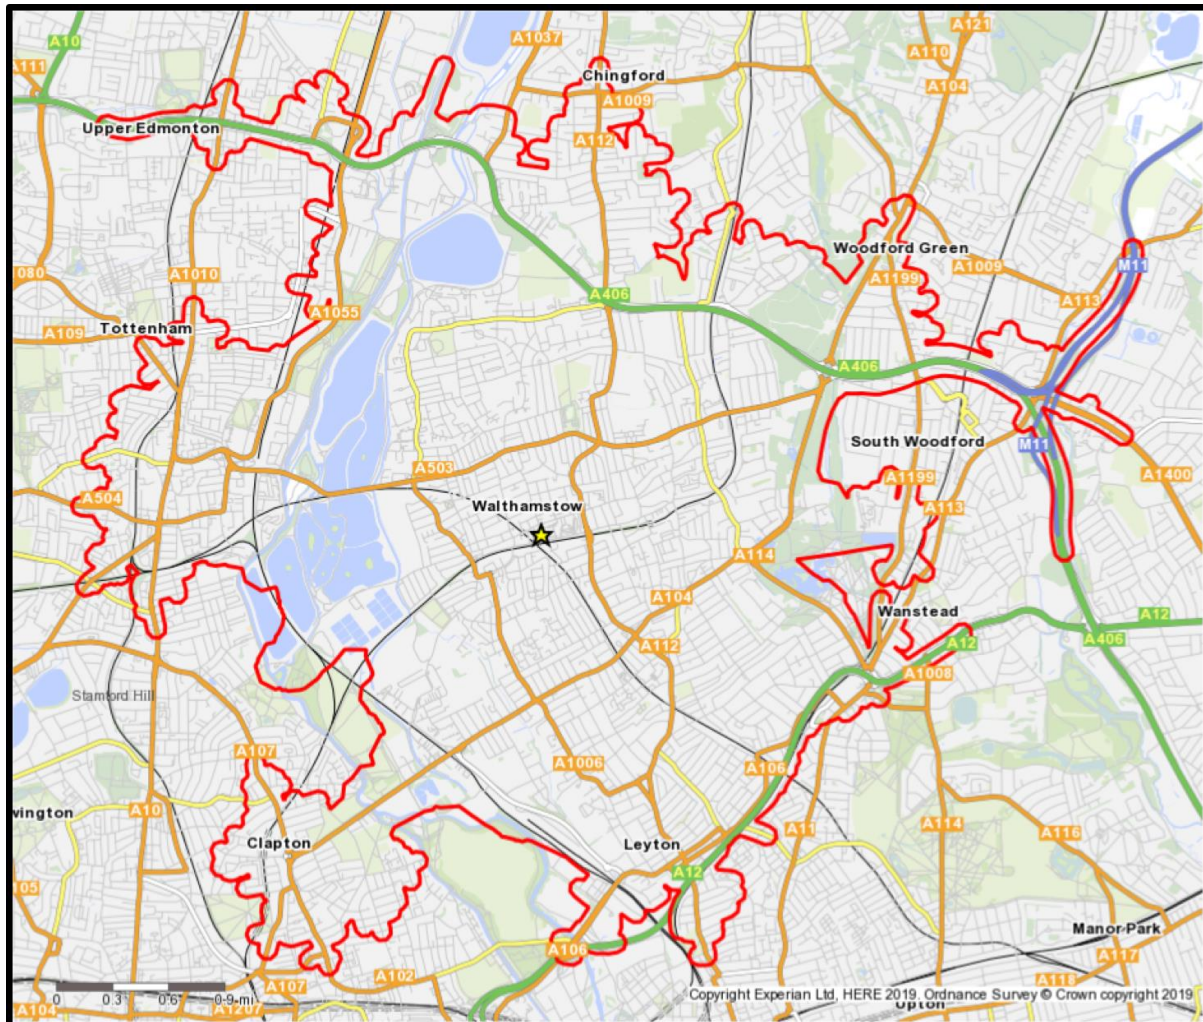 A10
A1037
A121
A111
A110
Chingford
A104
A1009
Upper Edmonton
A112
Woodford Green
A1009
M11
A1010
A1199
A406
A113
A109
Tottenham
A1055
A406
South Woodford
M11
A503
A1199
A1400
A504
Walthamstow
A113
A114
A104
Wanstead
A12
A112
A12
A406
A1008
Stamford Hill
A107
A1006
A106
A10
Clapton
Leyton
A11
A114
A116
A12
Manor Park
A106
A117
A102
A118
A107
0 0.3 0.6 0.9 mi
Copyright Experian Ltd, HERE 2019. Ordnance Survey © Crown copyright 2019
A104
A1207
Upton